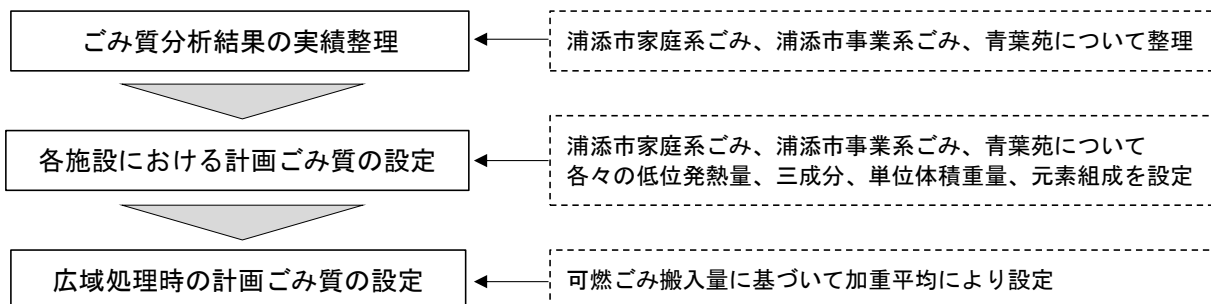 ごみ質分析結果の実績整理
浦添市家庭系ごみ、浦添市事業系ごみ、青葉苑について整理
各施設における計画ごみ質の設定
浦添市家庭系ごみ、浦添市事業系ごみ、青葉苑について
各々の低位発熱量、三成分、単位体積重量、元素組成を設定
広域処理時の計画ごみ質の設定
可燃ごみ搬入量に基づいて加重平均により設定